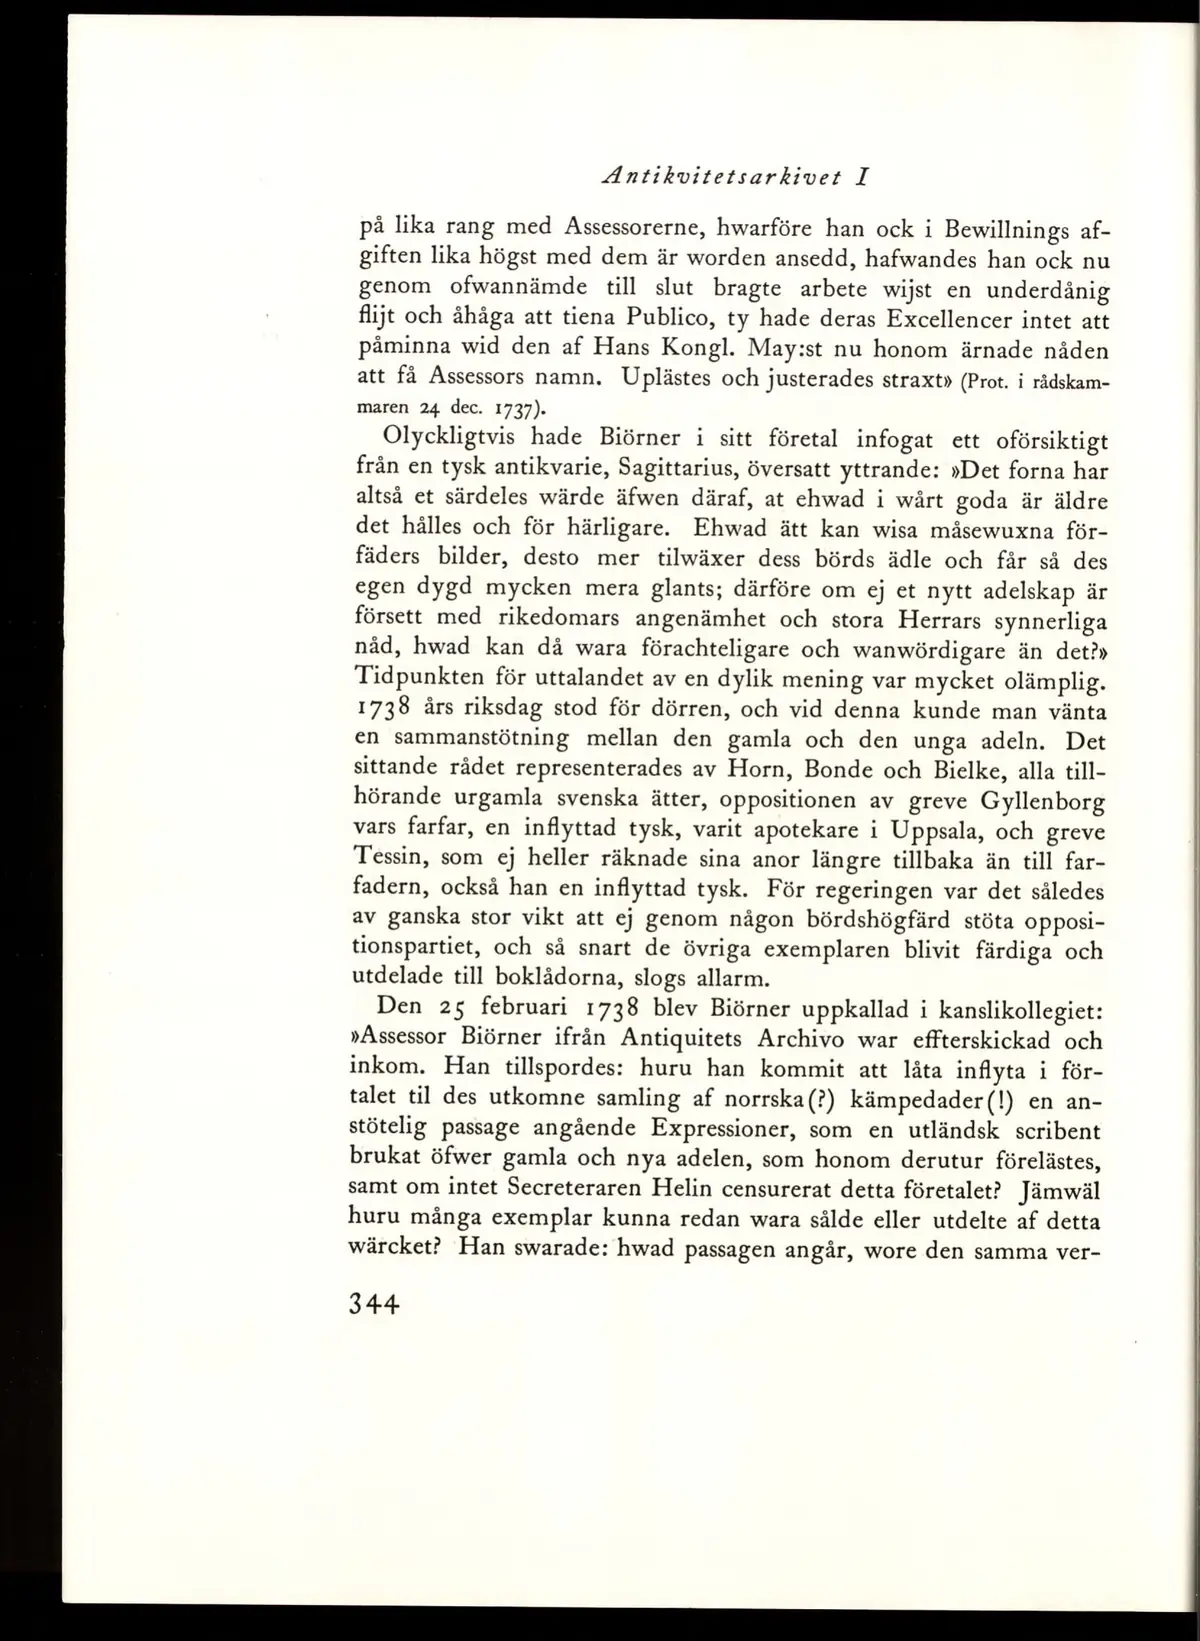 Antikvitetsarkivet I
på lika rang med Assessorerne, hwarföre han ock i Bewillnings af-
giften lika högst med dem är worden ansedd, hafwandes han ock nu
genom ofwannämde till slut bragte arbete wijst en underdånig
flijt och åhåga att tiena Publico, ty hade deras Excellencer intet att
påminna wid den af Hans Kongl. May:st nu honom ärnade nåden
att få Assessors namn. Uplästes och justerades straxt» (Prot. i rådskam-
maren 24 dec. 1737).
Olyckligtvis hade Biörner i sitt företal infogat ett oförsiktigt
från en tysk antikvarie, Sagittarius, översatt yttrande: »Det forna har
altså et särdeles wärde äfwen däraf, at ehwad i wårt goda är äldre
det hålles och för härligare. Ehwad ätt kan wisa måsewuxna för-
fäders bilder, desto mer tilwäxer dess börds ädle och får så des
egen dygd mycken mera glants; därföre om ej et nytt adelskap är
försett med rikedomars angenämhet och stora Herrars synnerliga
nåd, hwad kan då wara förachteligare och wanwördigare än det?»
Tidpunkten för uttalandet av en dylik mening var mycket olämplig.
1738 års riksdag stod för dörren, och vid denna kunde man vänta
en sammanstötning mellan den gamla och den unga adeln. Det
sittande rådet representerades av Horn, Bonde och Bielke, alla till-
hörande urgamla svenska ätter, oppositionen av greve Gyllenborg
vars farfar, en inflyttad tysk, varit apotekare i Uppsala, och greve
Tessin, som ej heller räknade sina anor längre tillbaka än till far-
fadern, också han en inflyttad tysk. För regeringen var det således
av ganska stor vikt att ej genom någon bördshögfärd stöta opposi-
tionspartiet, och så snart de övriga exemplaren blivit färdiga och
utdelade till boklådorna, slogs allarm.
Den 25 februari 1738 blev Biörner uppkallad i kanslikollegiet:
»Assessor Biörner ifrån Antiquitets Archivo war effterskickad och
inkom. Han tillspordes: huru han kommit att låta inflyta i för-
talet til des utkomne samling af norrska(?) kämpedader(!) en an-
stötelig passage angående Expressioner, som en utländsk scribent
brukat öfwer gamla och nya adelen, som honom derutur förelästes,
samt om intet Secreteraren Helin censurerat detta företalet? Jämwäl
huru många exemplar kunna redan wara sålde eller utdelte af detta
wärcket? Han swarade: hwad passagen angår, wore den samma ver-
344